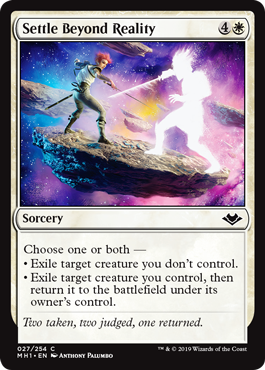 Settle Beyond Reality 4
Sorcery
Choose one or both —
• Exile target creature you don't control.
• Exile target creature you control, then
return it to the battlefield under its
owner's control.
Two taken, two judged, one returned.
027/254 C
MH1 • EN Anthony Palumbo ™ & © 2019 Wizards of the Coast